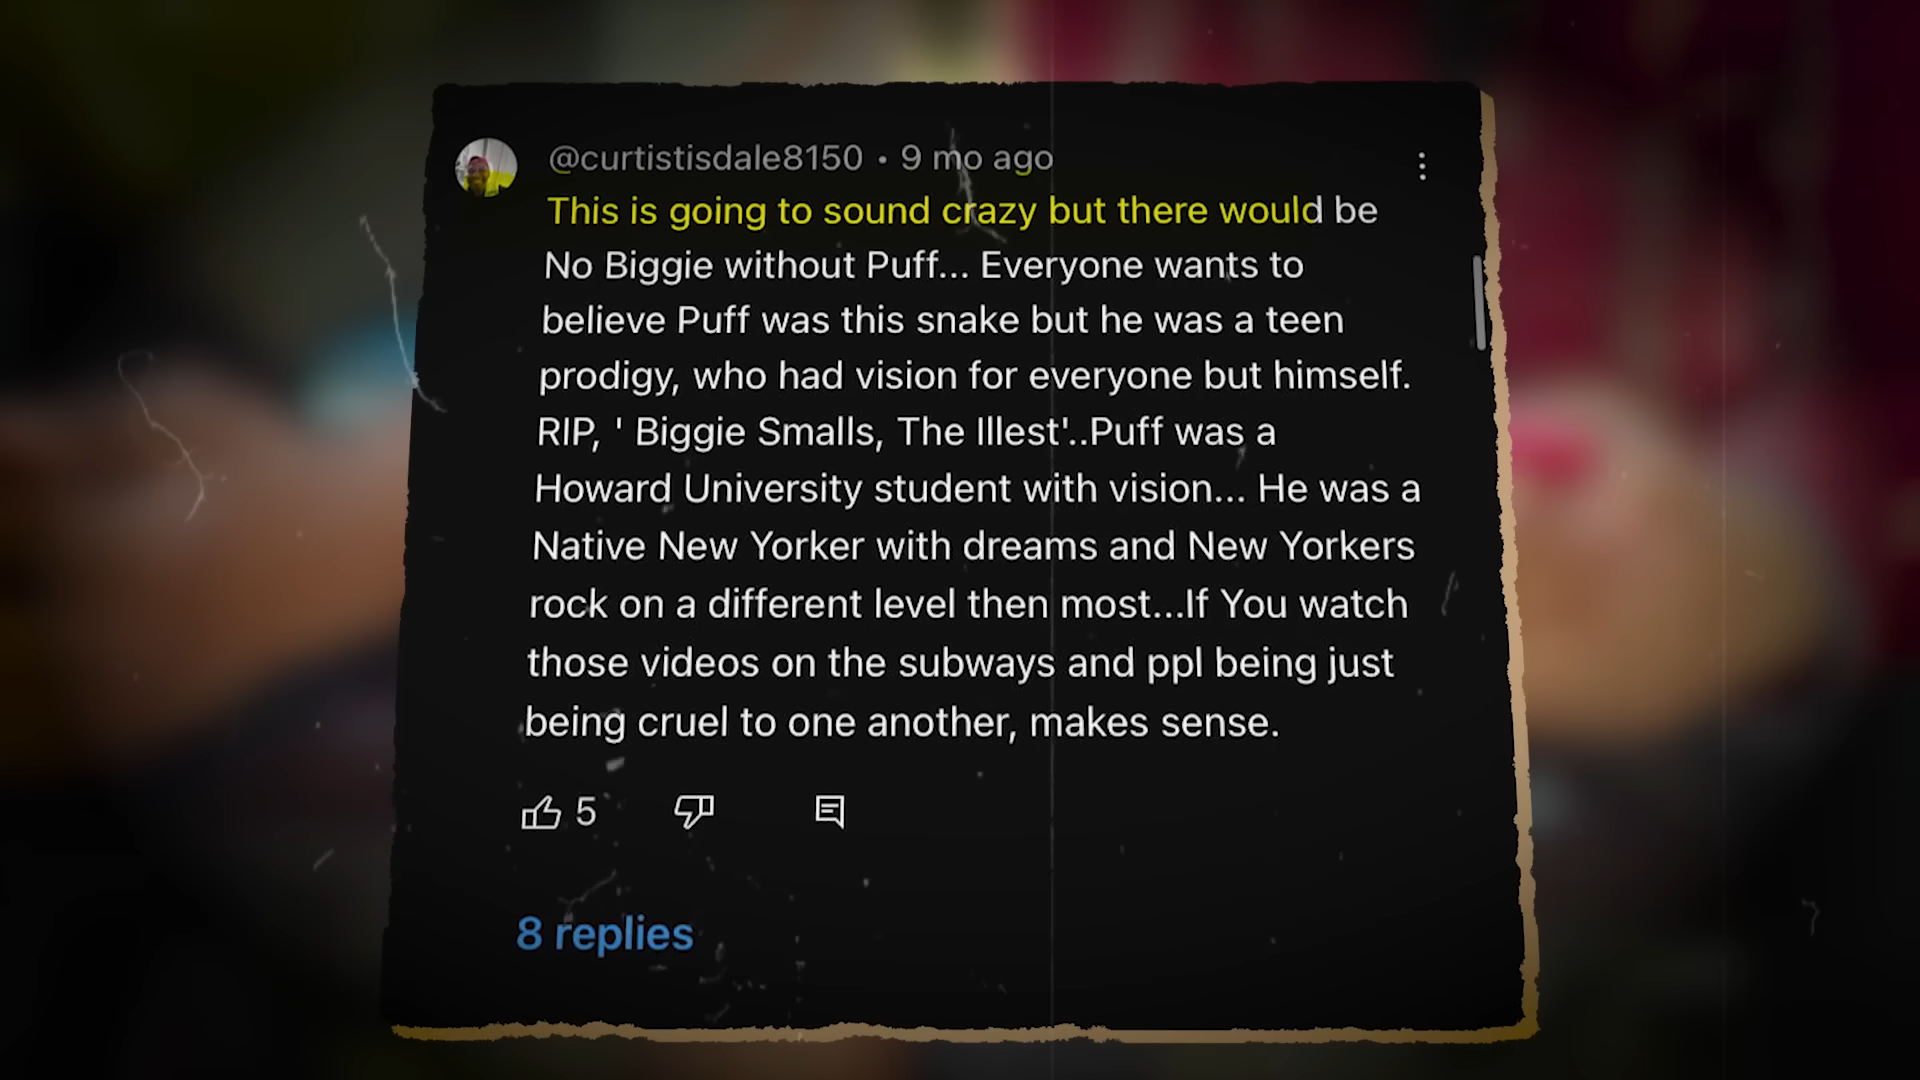 @curtistisdale8150 • 9 mo ago
This is going to sound crazy but there would be
No Biggie without Puff... Everyone wants to
believe Puff was this snake but he was a teen
prodigy, who had vision for everyone but himself.
RIP, ' Biggie Smalls, The Illest'..Puff was a
Howard University student with vision... He was a
Native New Yorker with dreams and New Yorkers
rock on a different level then most...If You watch
those videos on the subways and ppl being just
being cruel to one another, makes sense.
5
8 replies